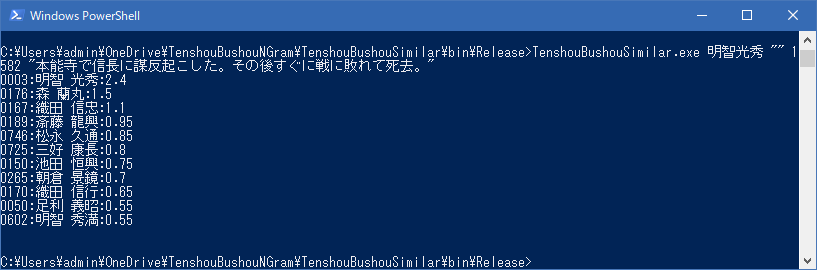 Windows PowerShell
C:¥Users¥admin¥OneDrive¥TenshouBushouNGram¥TenshouBushouSimilar¥bin¥Release>TenshouBushouSimilar.exe 明智光秀 "" 1
582 "本能寺で信長に謀反起こした。その後すぐに戦に敗れて死去。"
0003:明智 光秀:2.4
0176:森 蘭丸:1.5
0167:織田 信忠:1.1
0189:斎藤 龍興:0.95
0746:松永 久通:0.85
0725:三好 康長:0.8
0150:池田 恒興:0.75
0265:朝倉 景鏡:0.7
0170:織田 信行:0.65
0050:足利 義昭:0.55
0602:明智 秀満:0.55
C:¥Users¥admin¥OneDrive¥TenshouBushouNGram¥TenshouBushouSimilar¥bin¥Release>